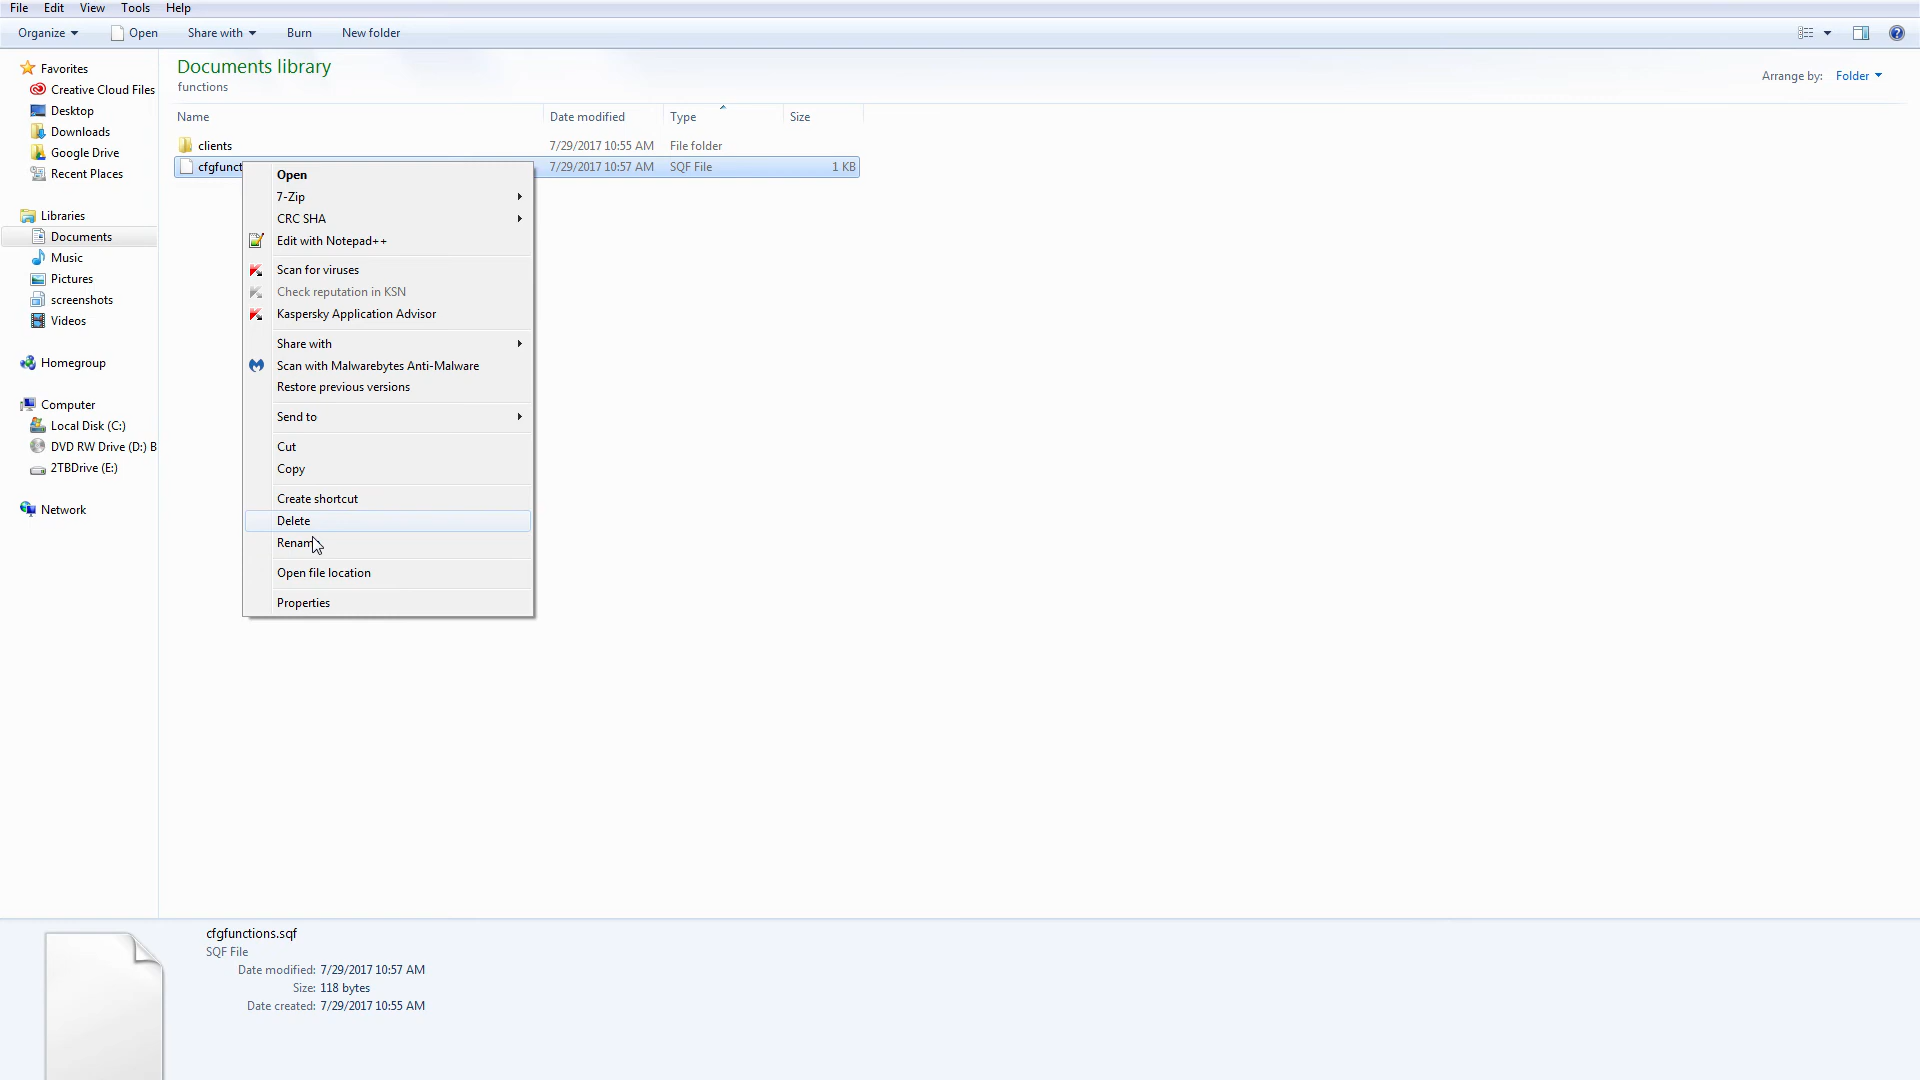 File Edit View Tools Help
Organize Open Share with Burn New folder
Documents library
functions
Arrange by: Folder
Name Date modified Type Size
clients 7/29/2017 10:55 AM File folder
cfgfunct 7/29/2017 10:57 AM SQF File 1 KB
Favorites
Creative Cloud Files
Desktop
Downloads
Google Drive
Recent Places
Libraries
Documents
Music
Pictures
screenshots
Videos
Homegroup
Computer
Local Disk (C:)
DVD RW Drive (D:) B
2TBDrive (E:)
Network
Open
7-Zip
CRC SHA
Edit with Notepad++
Scan for viruses
Check reputation in KSN
Kaspersky Application Advisor
Share with
Scan with Malwarebytes Anti-Malware
Restore previous versions
Send to
Cut
Copy
Create shortcut
Delete
Rename
Open file location
Properties
cfgfunctions.sqf
SQF File
Date modified: 7/29/2017 10:57 AM
Size: 118 bytes
Date created: 7/29/2017 10:55 AM